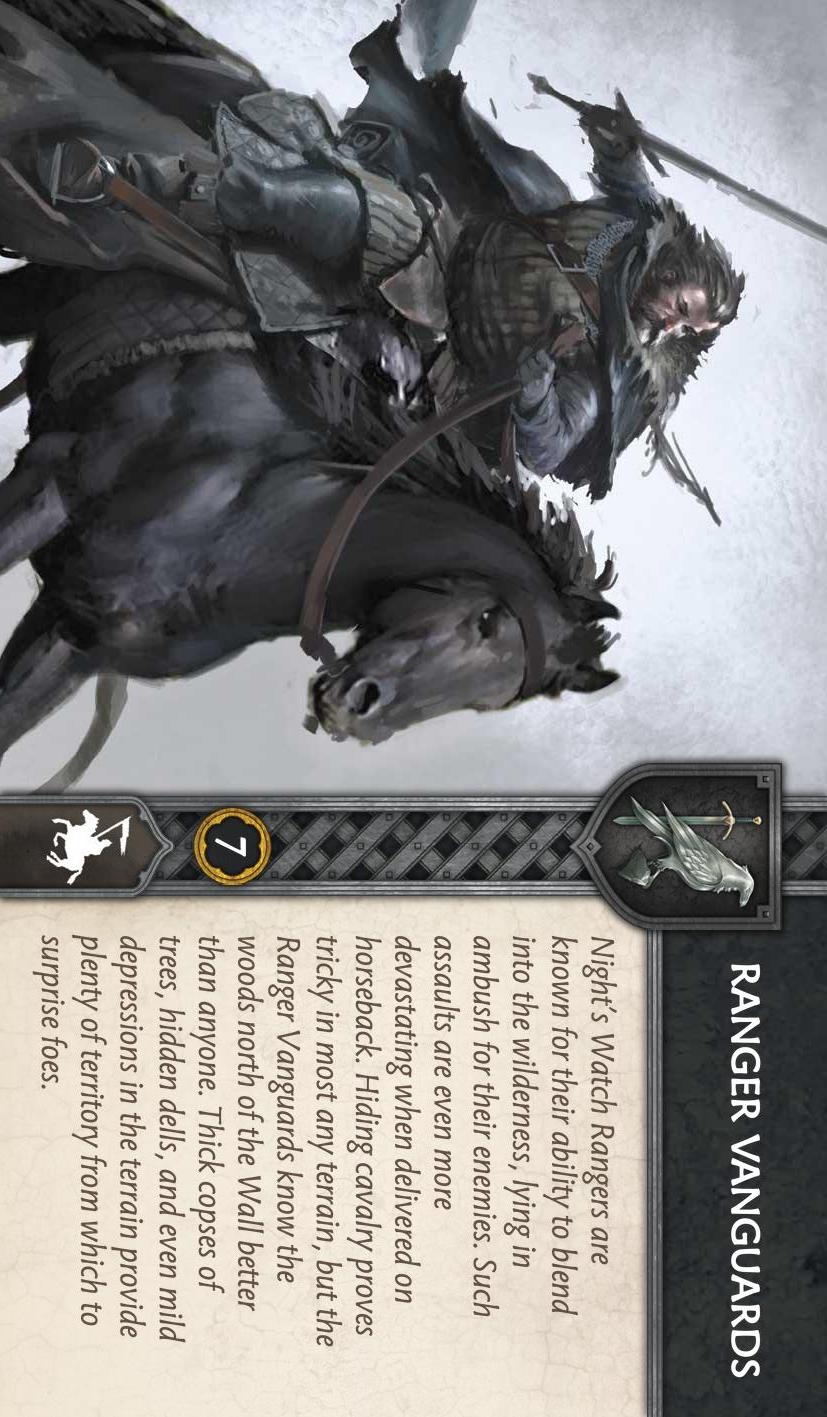 RANGER VANGUARDS
7
Night's Watch Rangers are
known for their ability to blend
into the wilderness, lying in
ambush for their enemies. Such
assaults are even more
devastating when delivered on
horseback. Hiding cavalry proves
tricky in most any terrain, but the
Ranger Vanguards know the
woods north of the Wall better
than anyone. Thick copses of
trees, hidden dells, and even mild
depressions in the terrain provide
plenty of territory from which to
surprise foes.